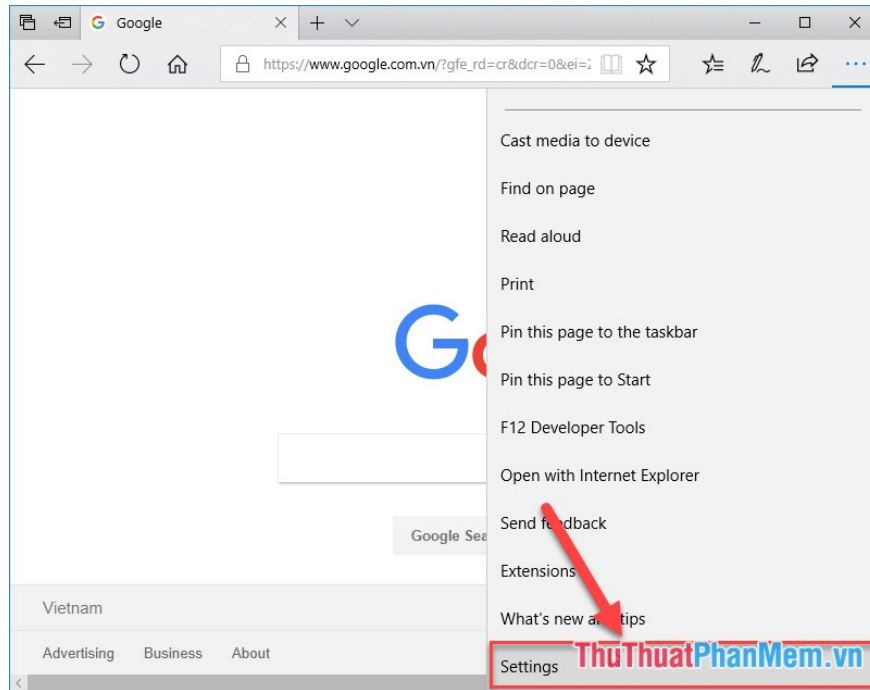 Google
https://www.google.com.vn/?gfe_rd=cr&dcr=0&ei=
Cast media to device
Find on page
Read aloud
Print
Pin this page to the taskbar
Pin this page to Start
F12 Developer Tools
Open with Internet Explorer
Google Sea
Send feedback
Extensions
Vietnam
What's new and tips
Advertising Business About
Settings
ThuThuatPhanMem.vn